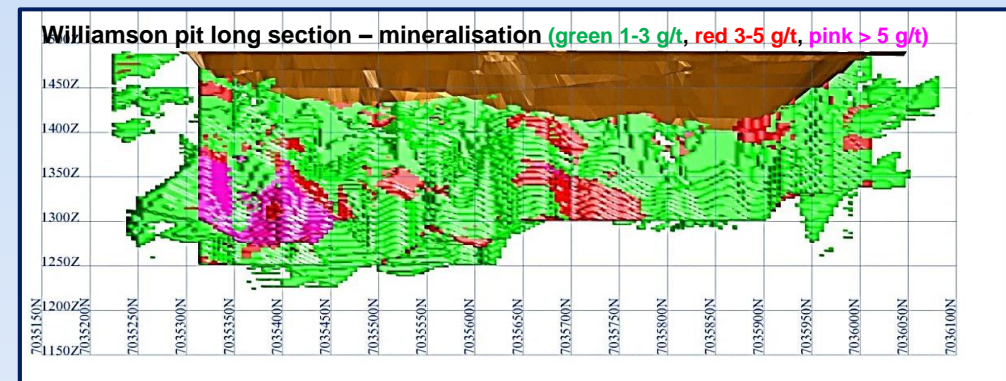 Williamson pit long section – mineralisation (green 1-3 g/t, red 3-5 g/t, pink > 5 g/t)
1500Z
1450Z
1400Z
1350Z
1300Z
1250Z
1200Z
1150Z
7035150N
7035200N
7035250N
7035300N
7035350N
7035400N
7035450N
7035500N
7035550N
7035600N
7035650N
7035700N
7035750N
7035800N
7035850N
7035900N
7035950N
7036000N
7036050N
7036100N